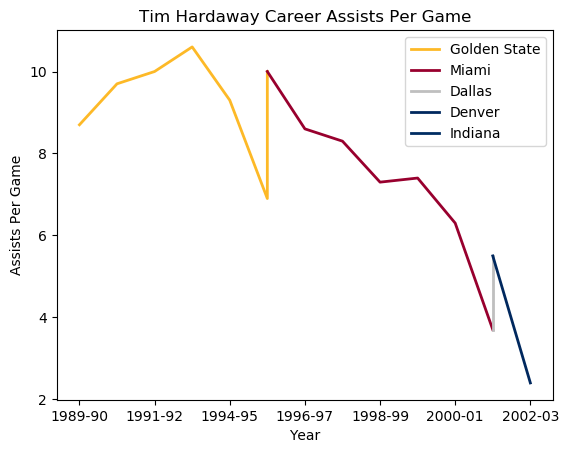 Tim Hardaway Career Assists Per Game
Golden State
Miami
Dallas
Denver
Indiana
Assists Per Game
10
8
6
4
2
1989-90 1991-92 1994-95 1996-97 1998-99 2000-01 2002-03
Year